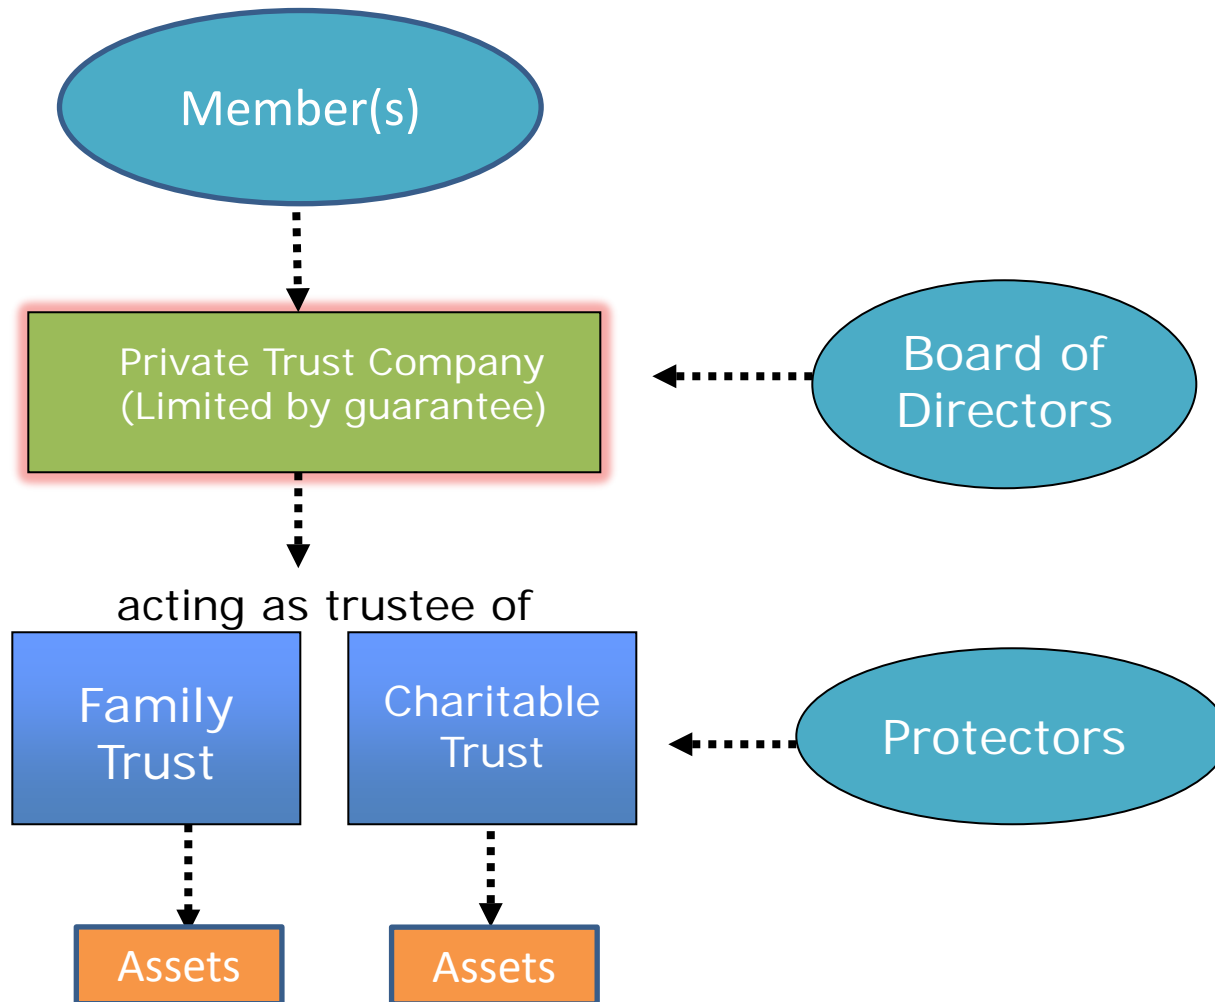 Member(s)
Private Trust Company
(Limited by guarantee)
Board of
Directors
acting as trustee of
Family
Trust
Charitable
Trust
Protectors
Assets
Assets